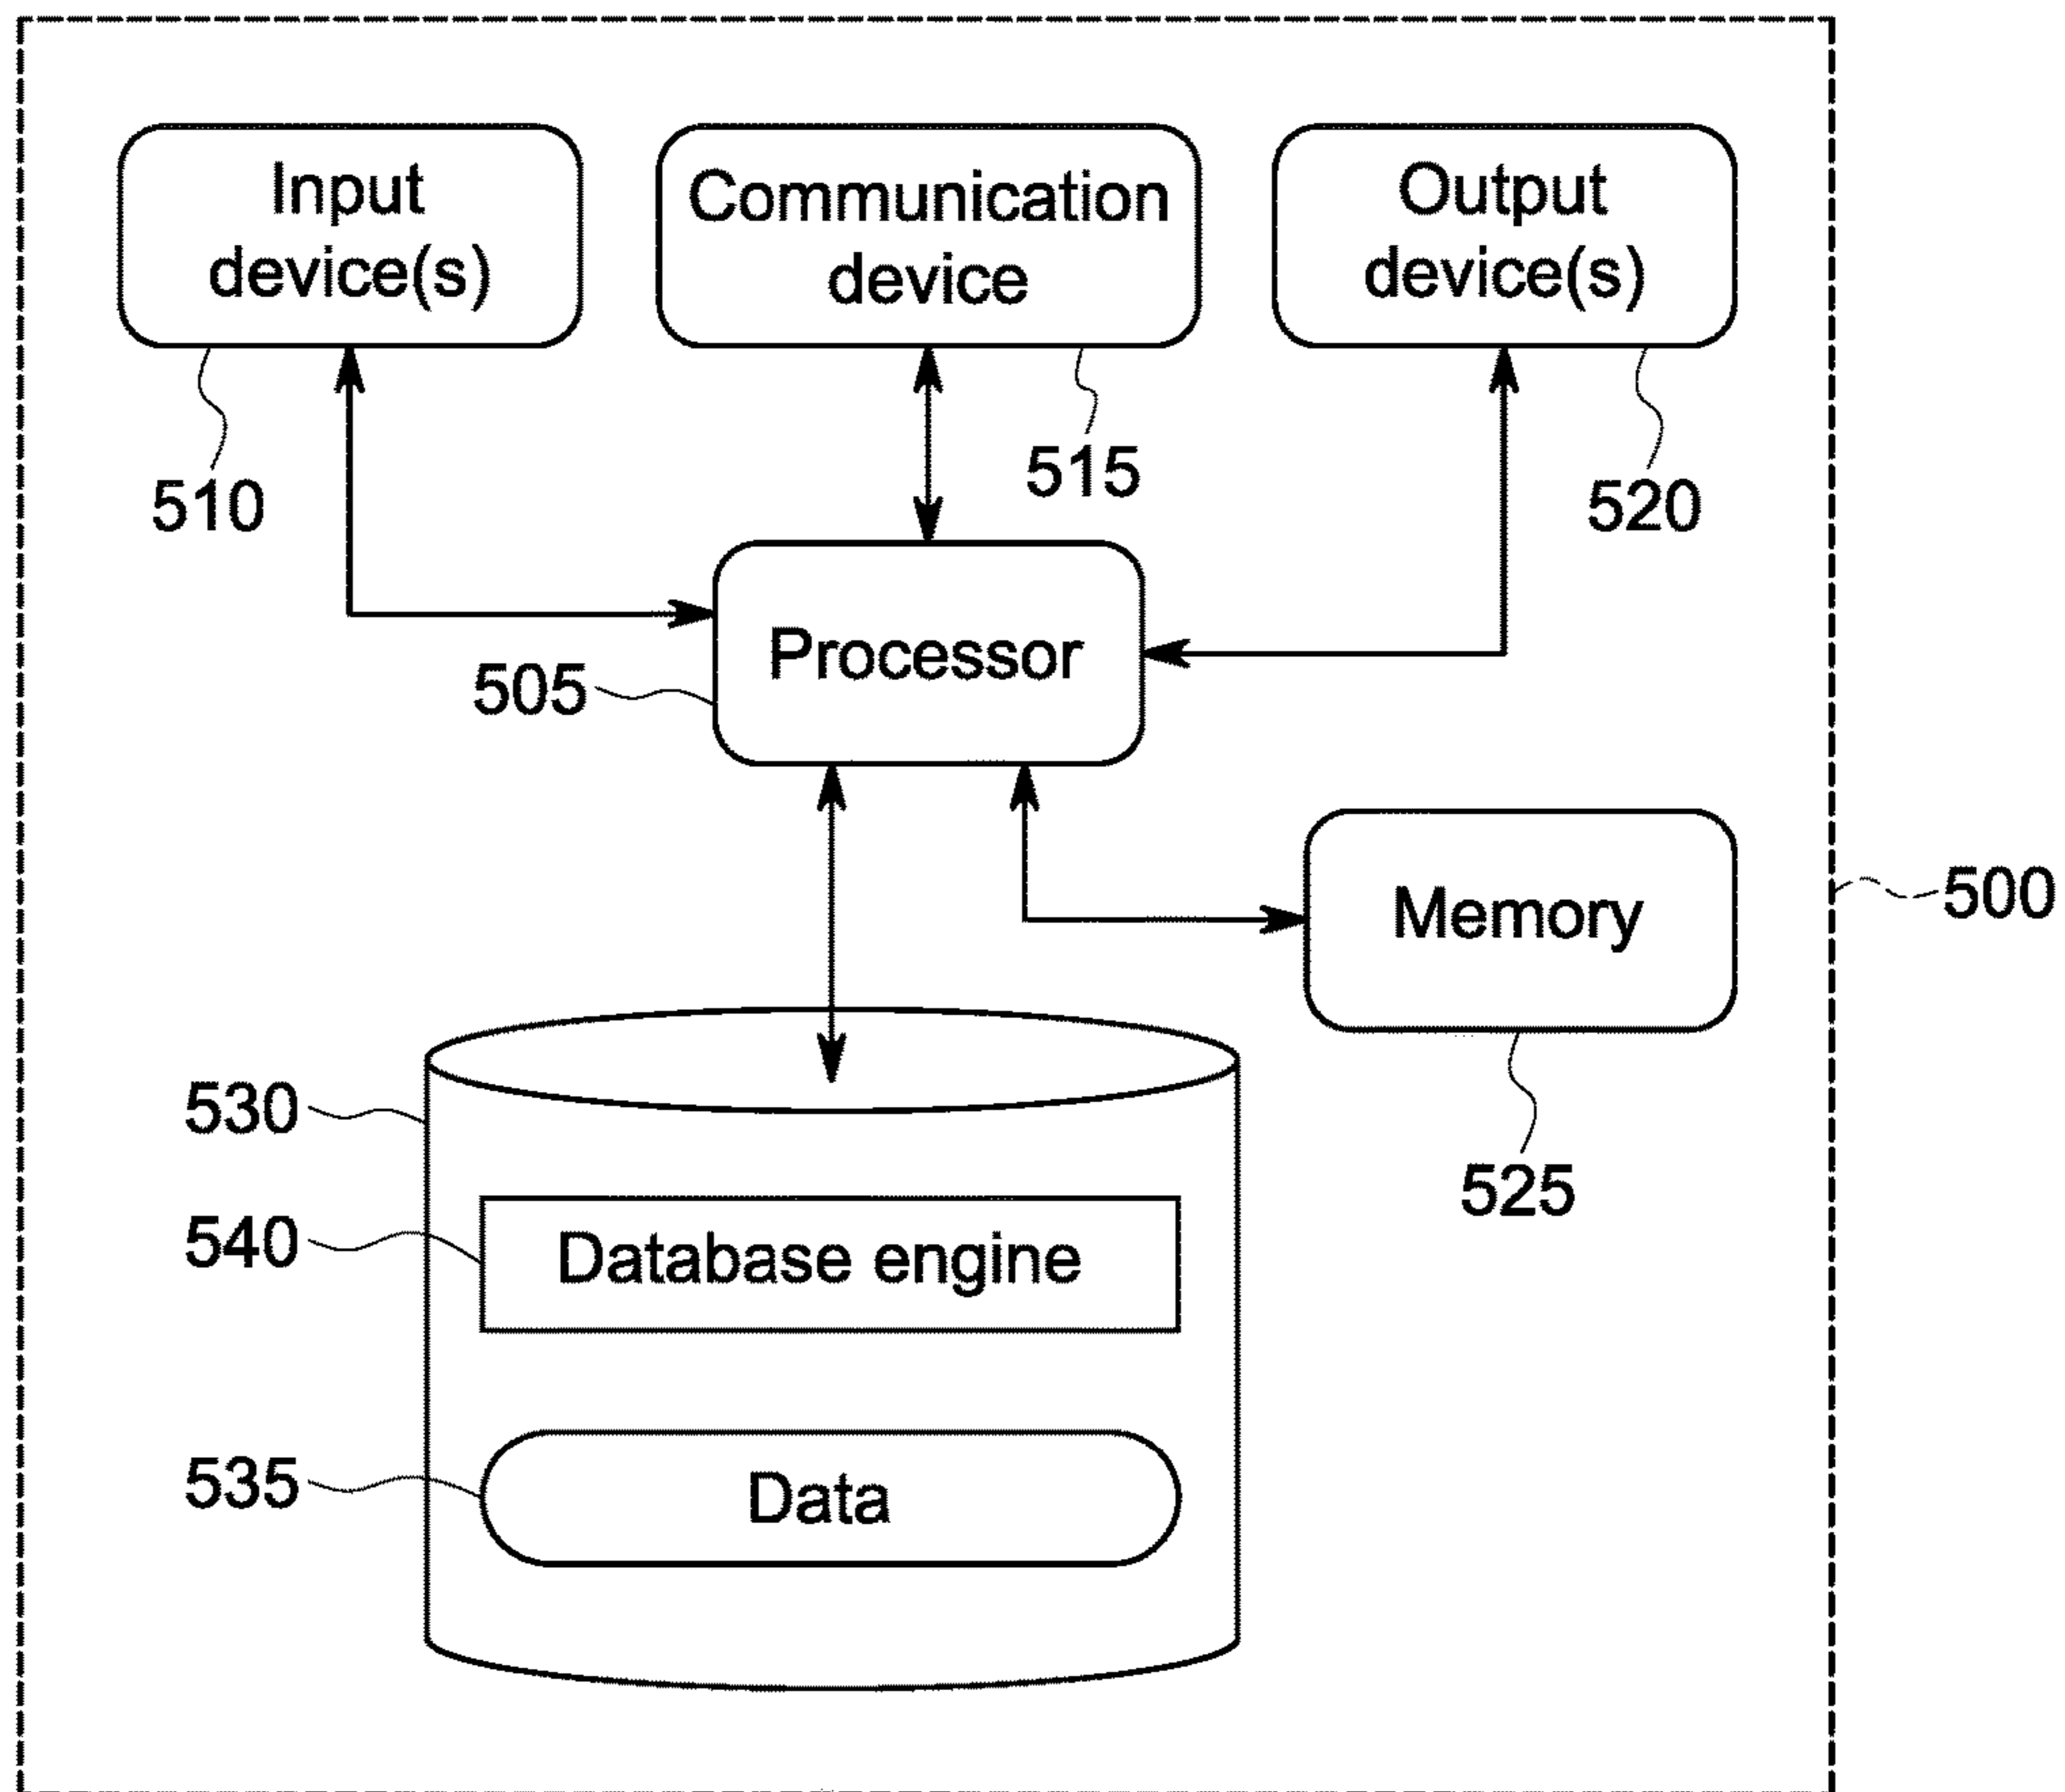 Input
device(s)
Communication
device
Output
device(s)
510
515
520
Processor
505
Memory
500
530
525
540
Database engine
535
Data